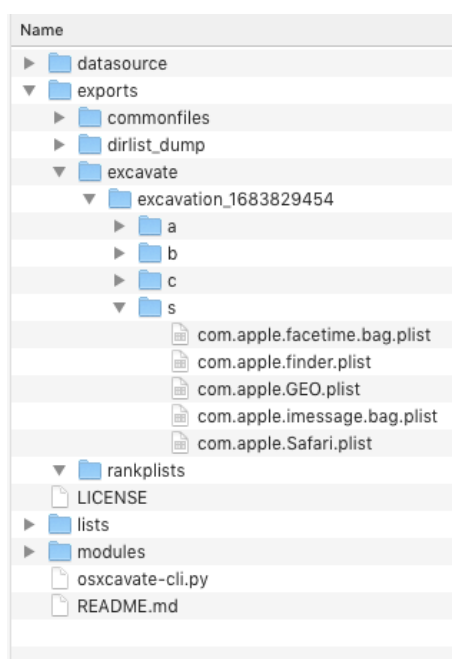 Name
datasource
exports
commonfiles
dirlist_dump
excavate
excavation_1683829454
a
b
c
s
com.apple.facetime.bag.plist
com.apple.finder.plist
com.apple.GEO.plist
com.apple.imessage.bag.plist
com.apple.Safari.plist
rankplists
LICENSE
lists
modules
osxcavate-cli.py
README.md